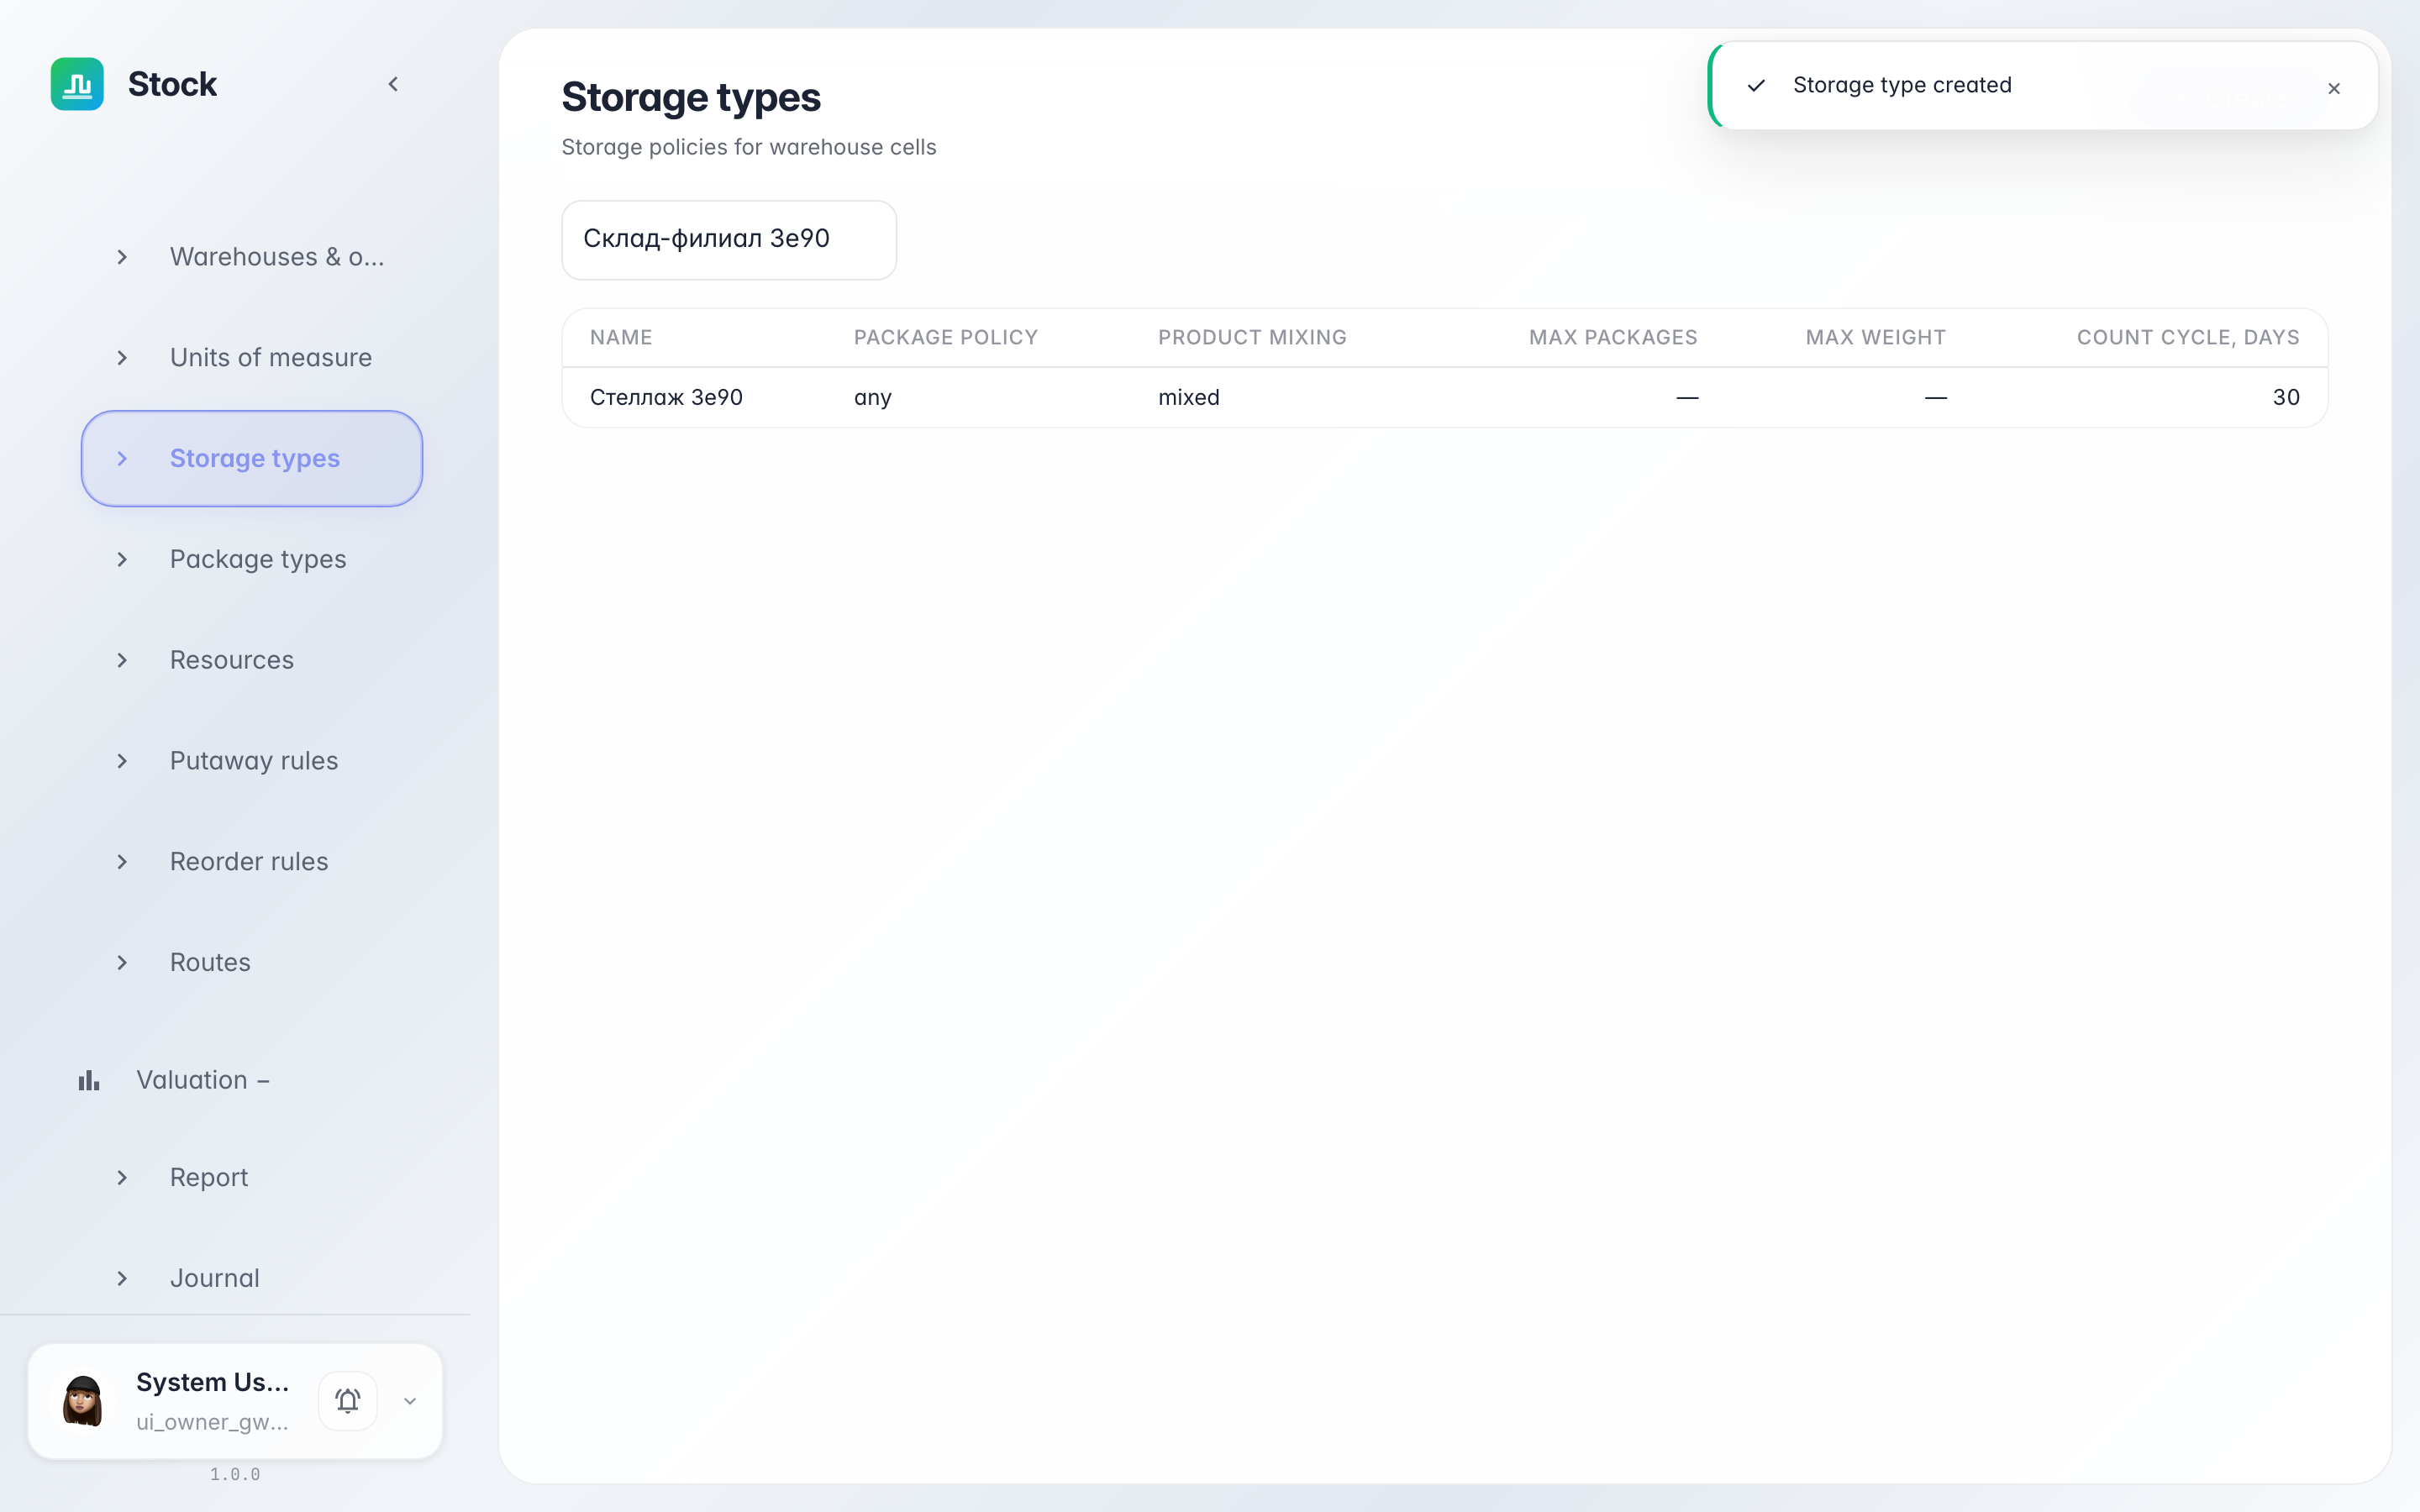 Stock
Warehouses & o...
Units of measure
Storage types
Package types
Resources
Putaway rules
Reorder rules
Routes
Valuation –
Report
Journal
System Us...
ui_owner_gw...
1.0.0
Storage types
Storage policies for warehouse cells
Storage type created
Склад-филиал 3e90
NAME PACKAGE POLICY PRODUCT MIXING MAX PACKAGES MAX WEIGHT COUNT CYCLE, DAYS
Стеллаж 3e90 any mixed — — 30